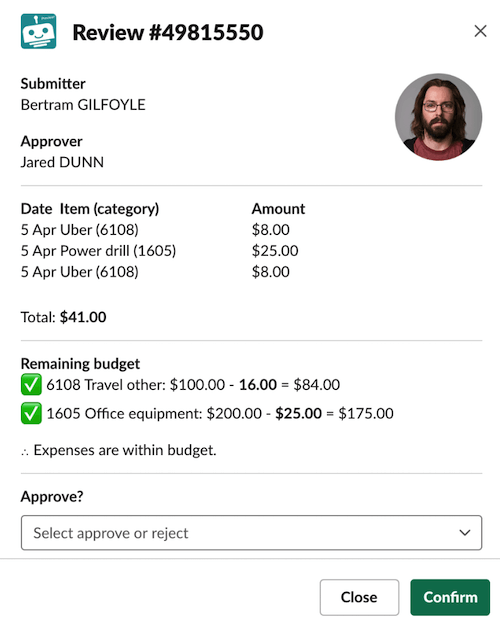 Review #49815550
Submitter
Bertram GILFOYLE
Approver
Jared DUNN
Date Item (category) Amount
5 Apr Uber (6108) $8.00
5 Apr Power drill (1605) $25.00
5 Apr Uber (6108) $8.00
Total: $41.00
Remaining budget
✅ 6108 Travel other: $100.00 - 16.00 = $84.00
✅ 1605 Office equipment: $200.00 - $25.00 = $175.00
∴ Expenses are within budget.
Approve?
Select approve or reject
Close Confirm